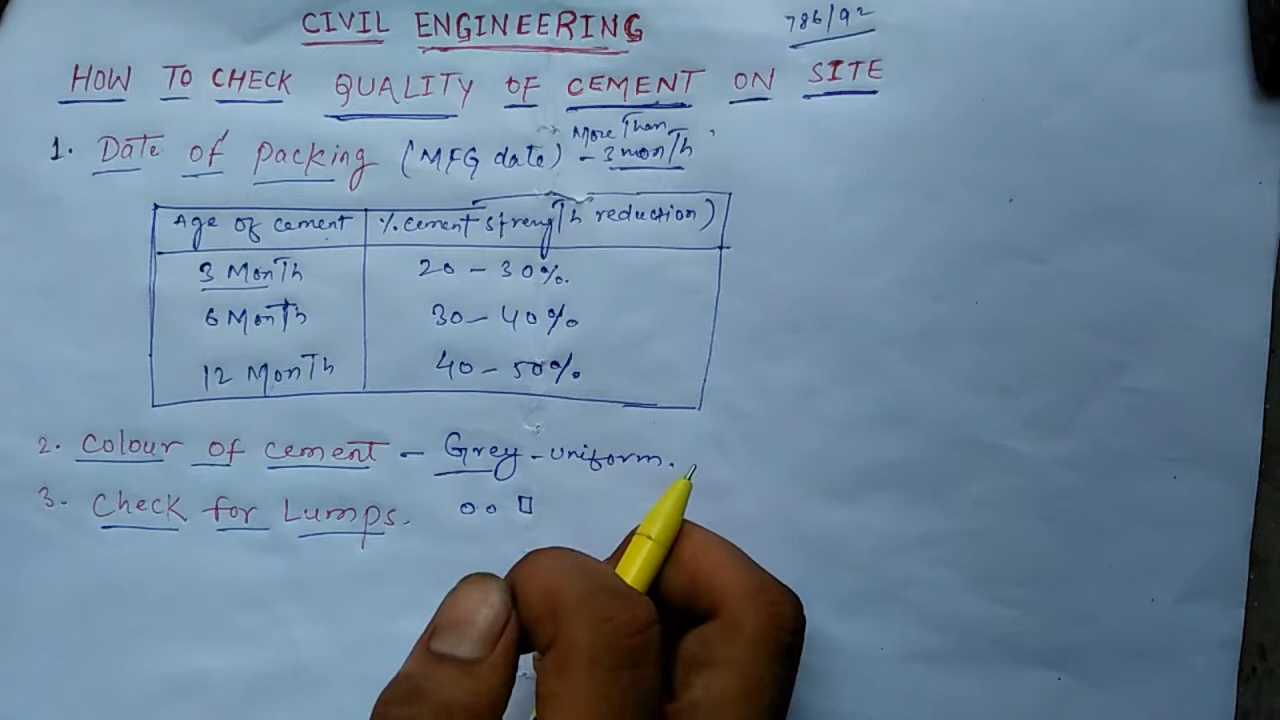 786/92
CIVIL ENGINEERING
HOW TO CHECK QUALITY OF CEMENT ON SITE
1. Date of packing (MFG date) - More Than 3 monTh
Age of cement | % cement strength reduction)
3 MonTh 20 - 30%.
6 MonTh 30 - 40%
12 MonTh 40 - 50%
2. Colour of cement - Grey - uniform.
3. Check for Lumps.